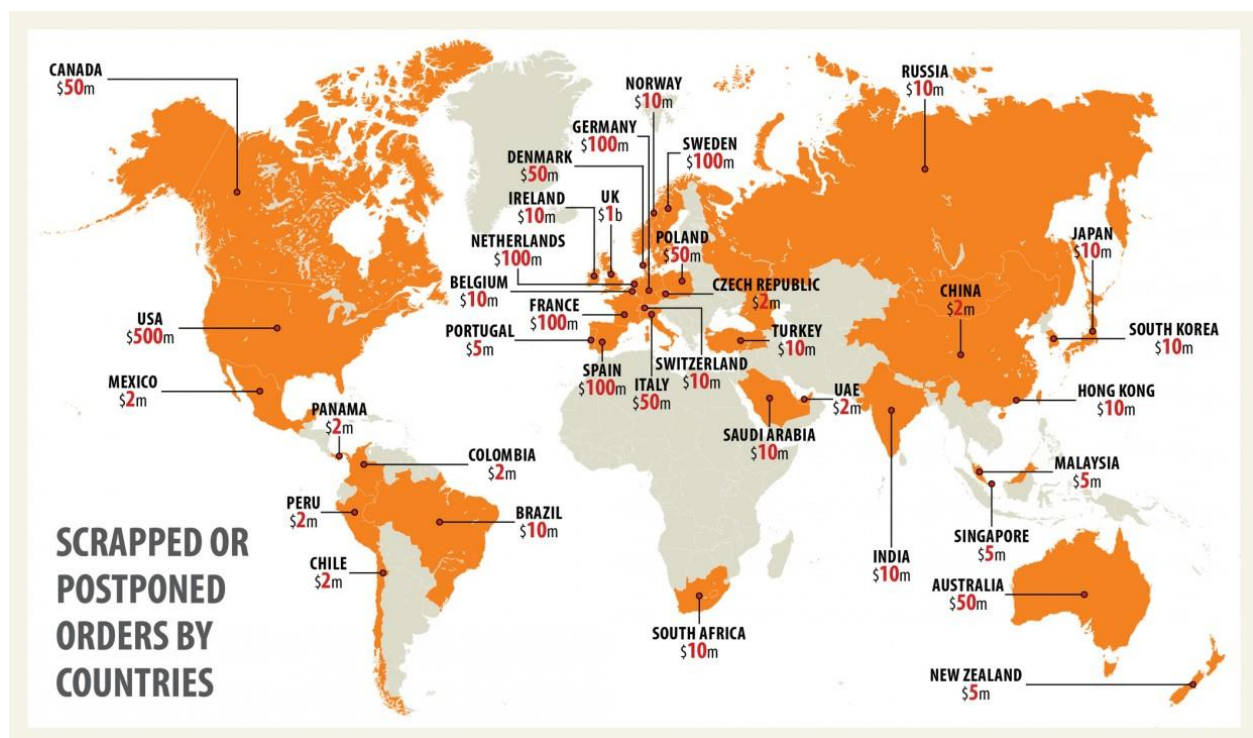 CANADA
$50m
USA
$500m
MEXICO
$2m
PANAMA
$2m
COLOMBIA
$2m
PERU
$2m
BRAZIL
$10m
CHILE
$2m
NORWAY
$10m
GERMANY
$100m
SWEDEN
$100m
DENMARK
$50m
IRELAND
$10m
UK
$1b
NETHERLANDS
$100m
POLAND
$50m
BELGIUM
$10m
CZECH REPUBLIC
$2m
FRANCE
$100m
PORTUGAL
$5m
TURKEY
$10m
SPAIN
$100m
ITALY
$50m
SWITZERLAND
$10m
RUSSIA
$10m
JAPAN
$10m
CHINA
$2m
SOUTH KOREA
$10m
HONG KONG
$10m
UAE
$2m
SAUDI ARABIA
$10m
INDIA
$10m
MALAYSIA
$5m
SINGAPORE
$5m
AUSTRALIA
$50m
SOUTH AFRICA
$10m
NEW ZEALAND
$5m
SCRAPPED OR
POSTPONED
ORDERS BY
COUNTRIES